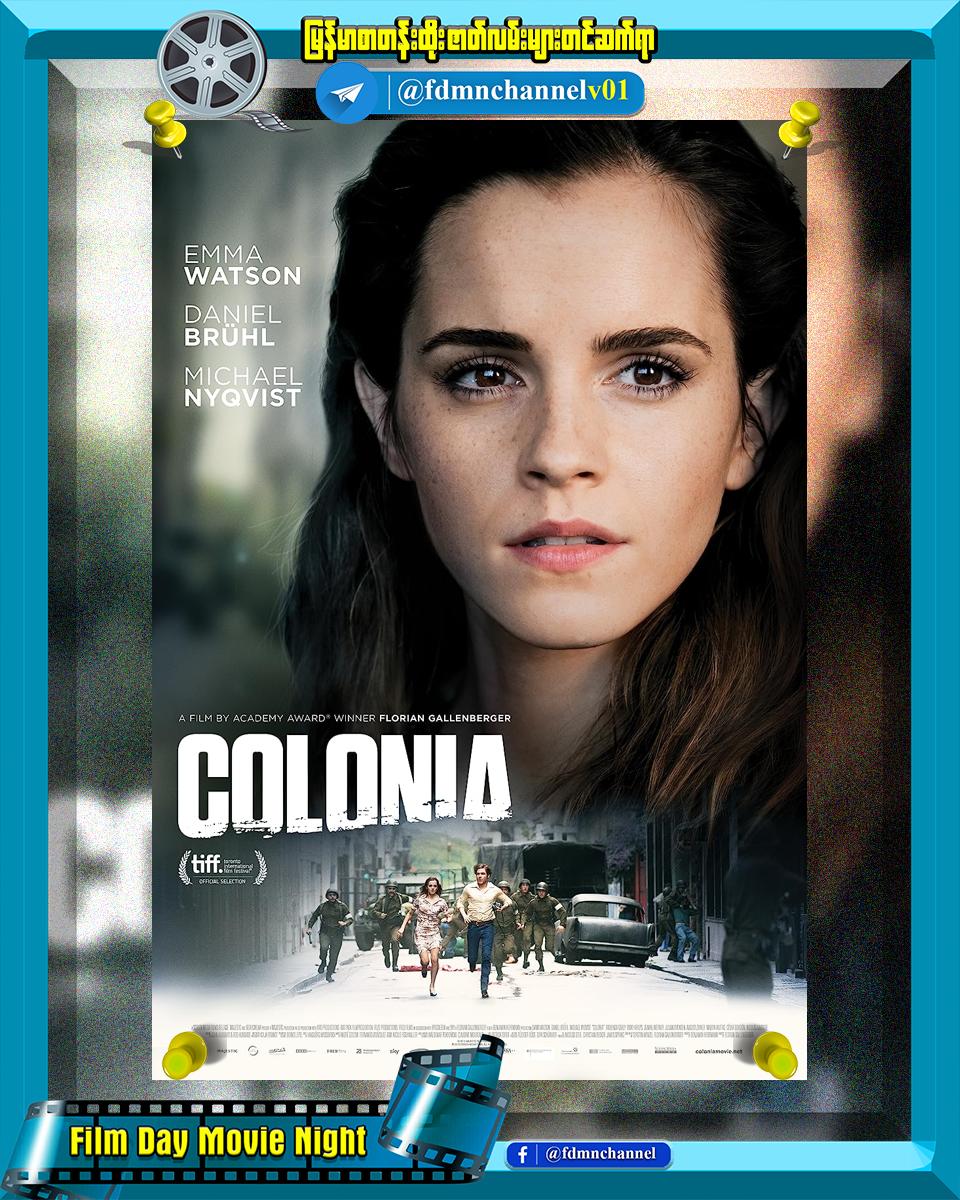 မြန်မာစာတန်းထိုးဇာတ်လမ်းများတင်ဆက်ရာ
@fdmnchannelv01
EMMA
WATSON
DANIEL
BRÜHL
MICHAEL
NYQVIST
A FILM BY ACADEMY AWARD® WINNER FLORIAN GALLENBERGER
COLONIA
tiff. toronto
international
film festival
OFFICIAL SELECTION
sky
coloniamovie.net
Film Day Movie Night
f @fdmnchannel